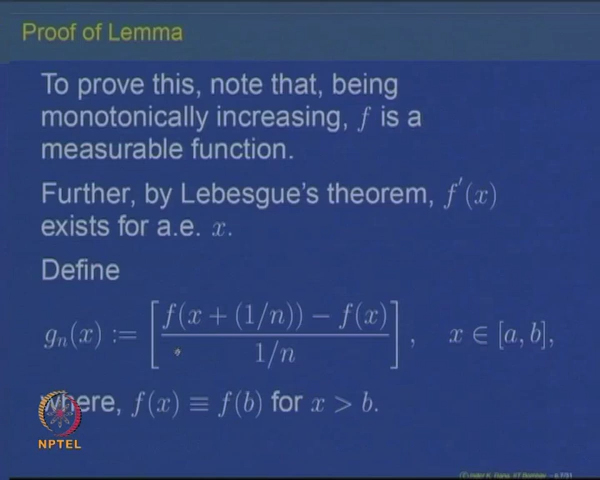 Proof of Lemma
To prove this, note that, being
monotonically increasing, f is a
measurable function.
Further, by Lebesgue's theorem, f′(x)
exists for a.e. x.
Define
gₙ(x) := [ (f(x + (1/n)) − f(x)) / (1/n) ], x ∈ [a, b],
where, f(x) ≡ f(b) for x > b.
NPTEL